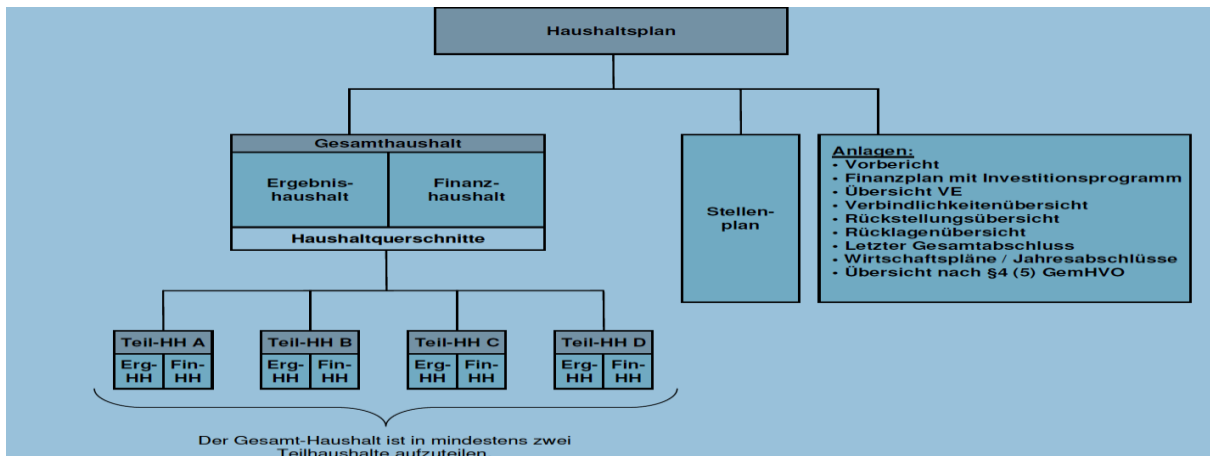 Haushaltsplan
Gesamthaushalt
Ergebnis-
haushalt
Finanz-
haushalt
Haushaltquerschnitte
Stellen-
plan
Anlagen:
• Vorbericht
• Finanzplan mit Investitionsprogramm
• Übersicht VE
• Verbindlichkeitenübersicht
• Rückstellungsübersicht
• Rücklagenübersicht
• Letzter Gesamtabschluss
• Wirtschaftspläne / Jahresabschlüsse
• Übersicht nach §4 (5) GemHVO
Teil-HH A
Erg-
HH
Fin-
HH
Teil-HH B
Erg-
HH
Fin-
HH
Teil-HH C
Erg-
HH
Fin-
HH
Teil-HH D
Erg-
HH
Fin-
HH
Der Gesamt-Haushalt ist in mindestens zwei
Teilhaushalte aufzuteilen.